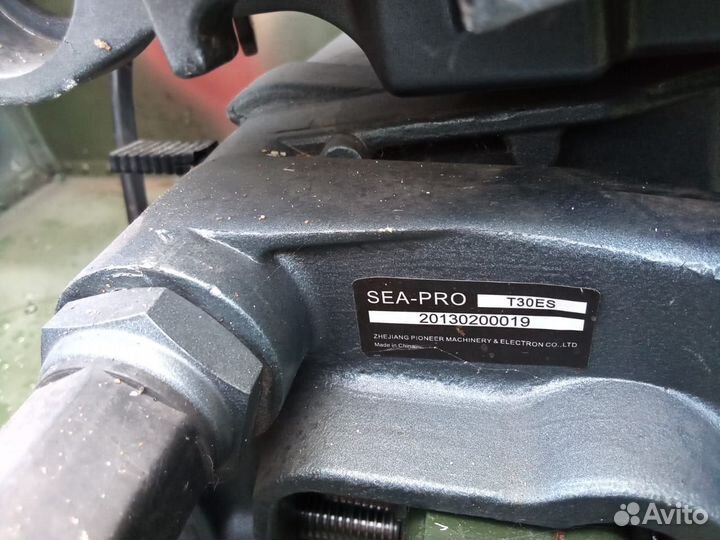 SEA-PRO T30ES
20130200019
ZHEJIANG PIONEER MACHINERY & ELECTRON CO.,LTD
Made in China
Avito